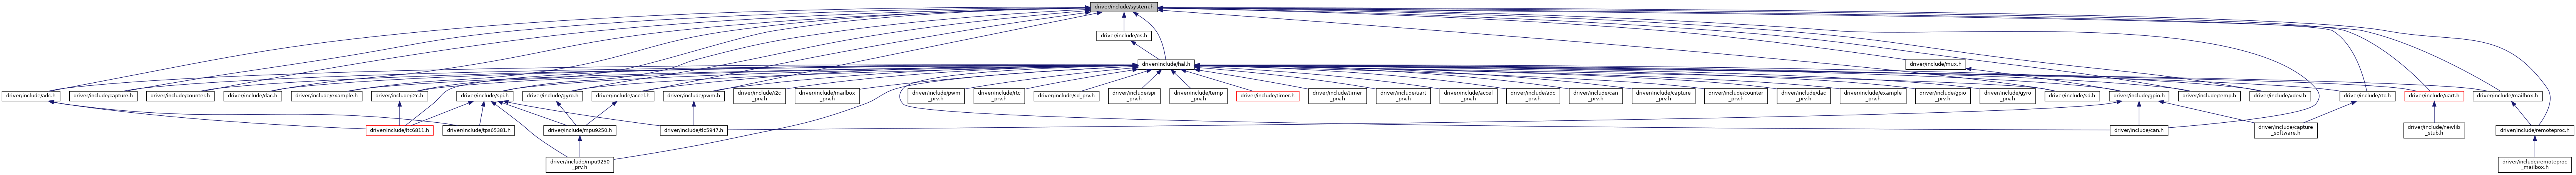 driver/include/system.h
driver/include/os.h
driver/include/hal.h
driver/include/mux.h
driver/include/adc.h
driver/include/capture.h
driver/include/counter.h
driver/include/dac.h
driver/include/example.h
driver/include/i2c.h
driver/include/spi.h
driver/include/gyro.h
driver/include/accel.h
driver/include/pwm.h
driver/include/i2c
_prv.h
driver/include/mailbox
_prv.h
driver/include/pwm
_prv.h
driver/include/rtc
_prv.h
driver/include/sd_prv.h
driver/include/spi
_prv.h
driver/include/temp
_prv.h
driver/include/timer.h
driver/include/timer
_prv.h
driver/include/uart
_prv.h
driver/include/accel
_prv.h
driver/include/adc
_prv.h
driver/include/can
_prv.h
driver/include/capture
_prv.h
driver/include/counter
_prv.h
driver/include/dac
_prv.h
driver/include/example
_prv.h
driver/include/gpio
_prv.h
driver/include/gyro
_prv.h
driver/include/sd.h
driver/include/gpio.h
driver/include/temp.h
driver/include/vdev.h
driver/include/rtc.h
driver/include/uart.h
driver/include/mailbox.h
driver/include/ltc6811.h
driver/include/tps65381.h
driver/include/mpu9250.h
driver/include/tlc5947.h
driver/include/can.h
driver/include/capture
_software.h
driver/include/newlib
_stub.h
driver/include/remoteproc.h
driver/include/mpu9250
_prv.h
driver/include/remoteproc
_mailbox.h